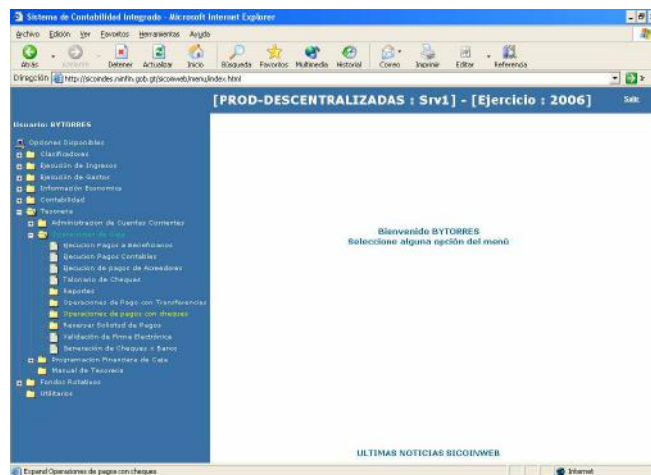 Sistema de Contabilidad Integrado - Microsoft Internet Explorer
Archivo Edición Ver Favoritos Herramientas Ayuda
Atrás Detener Actualizar Inicio Búsqueda Favoritos Multimedia Historial Correo Imprimir Editar Referencia
Dirección http://sicoindes.minfin.gob.gt/sicoinweb/menu/index.html Ir
[PROD-DESCENTRALIZADAS : Srv1] - [Ejercicio : 2006] Salir
Usuario: BYTORRES
Opciones Disponibles
Clasificadores
Ejecución de Ingresos
Ejecución de Gastos
Información Economica
Contabilidad
Tesorería
Administracion de Cuentas Corrientes
Operaciones de Caja
Ejecucion Pagos a Beneficiarios
Ejecucion Pagos Contables
Ejecucion de pagos de Acreedores
Talonario de Cheques
Reportes
Operaciones de Pago con Transferencias
Operaciones de pagos con cheques
Reversar Solicitud de Pagos
Validación de Firma Electrónica
Generación de Cheques x Banco
Programación Financiera de Caja
Manual de Tesoreria
Fondos Rotativos
Utilitarios
Bienvenido BYTORRES
Seleccione alguna opción del menú
ULTIMAS NOTICIAS SICOINWEB
Expand Operaciones de pagos con cheques Internet